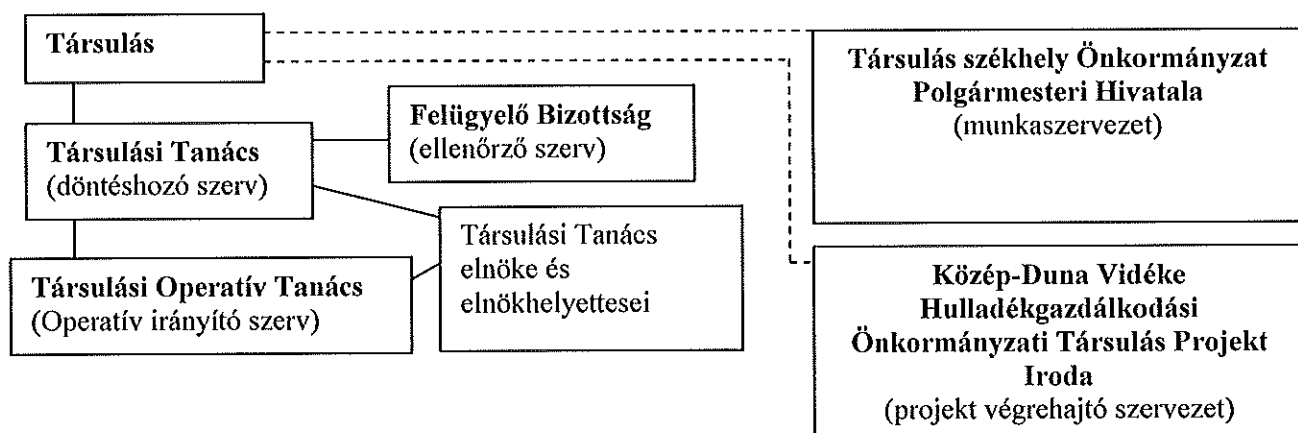 Társulás
Társulási Tanács
(döntéshozó szerv)
Társulási Operatív Tanács
(Operatív irányító szerv)
Felügyelő Bizottság
(ellenőrző szerv)
Társulási Tanács
elnöke és
elnökhelyettesei
Társulás székhely Önkormányzat
Polgármesteri Hivatala
(munkaszervezet)
Közép-Duna Vidéke
Hulladékgazdálkodási
Önkormányzati Társulás Projekt
Iroda
(projekt végrehajtó szervezet)